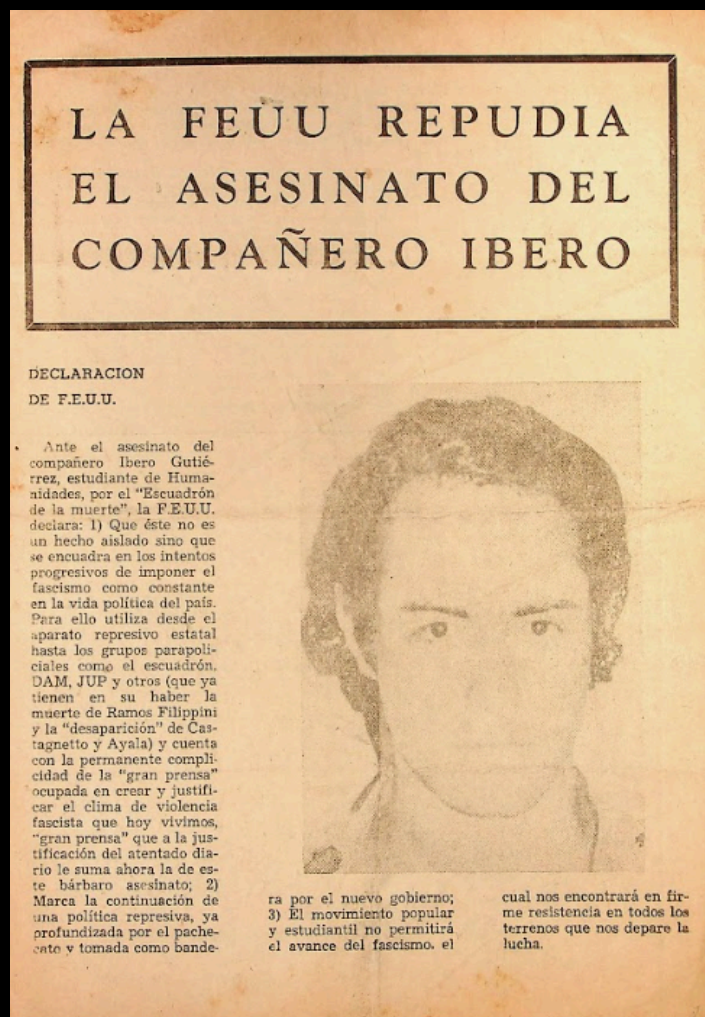 LA FEUU REPUDIA
EL ASESINATO DEL
COMPAÑERO IBERO
DECLARACION
DE F.E.U.U.
Ante el asesinato del
compañero Ibero Gutié-
rrez, estudiante de Huma-
nidades, por el "Escuadrón
de la muerte", la F.E.U.U.
declara: 1) Que éste no es
un hecho aislado sino que
se encuadra en los intentos
progresivos de imponer el
fascismo como constante
en la vida política del país.
Para ello utiliza desde el
aparato represivo estatal
hasta los grupos parapoli-
ciales como el escuadrón,
DAM, JUP y otros (que ya
tienen en su haber la
muerte de Ramos Filippini
y la "desaparición" de Cas-
tagnetto y Ayala) y cuenta
con la permanente compli-
cidad de la "gran prensa"
ocupada en crear y justifi-
car el clima de violencia
fascista que hoy vivimos,
"gran prensa" que a la jus-
tificación del atentado dia-
rio le suma ahora la de es-
te bárbaro asesinato; 2)
Marca la continuación de
una política represiva, ya
profundizada por el pache-
cato y tomada como bande-
ra por el nuevo gobierno;
3) El movimiento popular
y estudiantil no permitirá
el avance del fascismo, el
cual nos encontrará en fir-
me resistencia en todos los
terrenos que nos depare la
lucha.